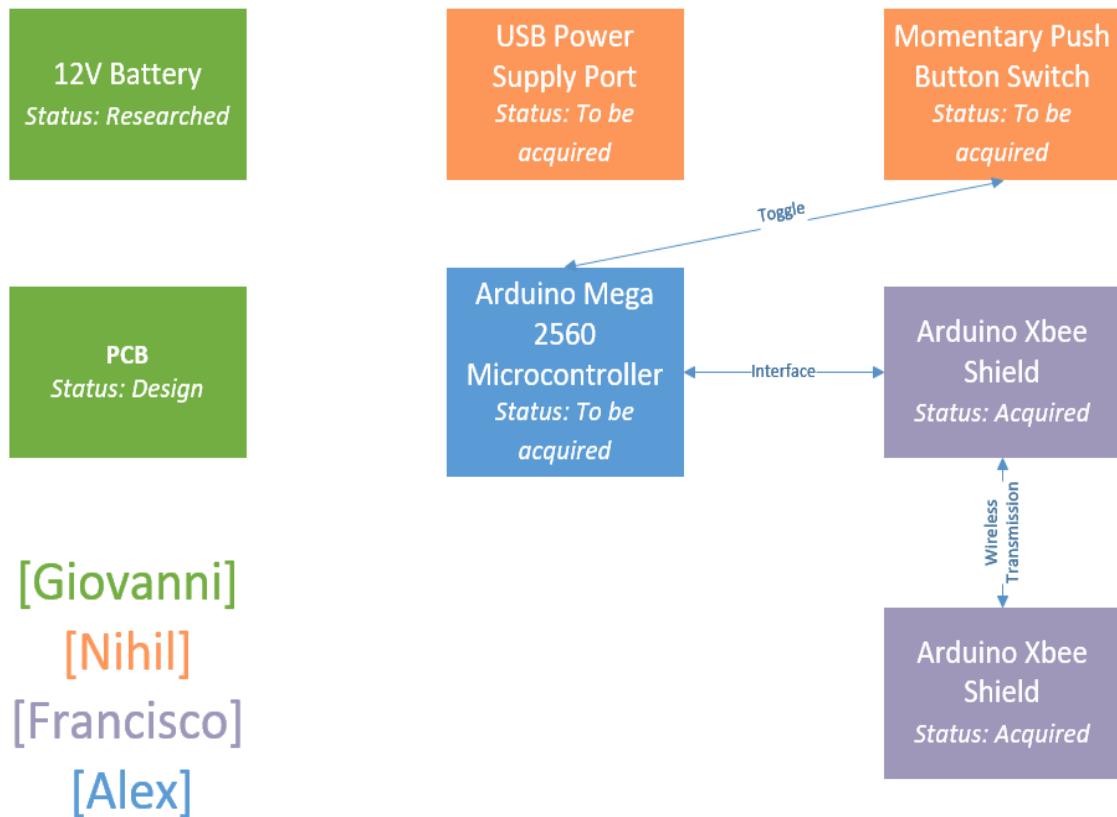 12V Battery
Status: Researched
USB Power
Supply Port
Status: To be
acquired
Momentary Push
Button Switch
Status: To be
acquired
Toggle
PCB
Status: Design
Arduino Mega
2560
Microcontroller
Status: To be
acquired
Interface
Arduino Xbee
Shield
Status: Acquired
Wireless
Transmission
Arduino Xbee
Shield
Status: Acquired
[Giovanni]
[Nihil]
[Francisco]
[Alex]